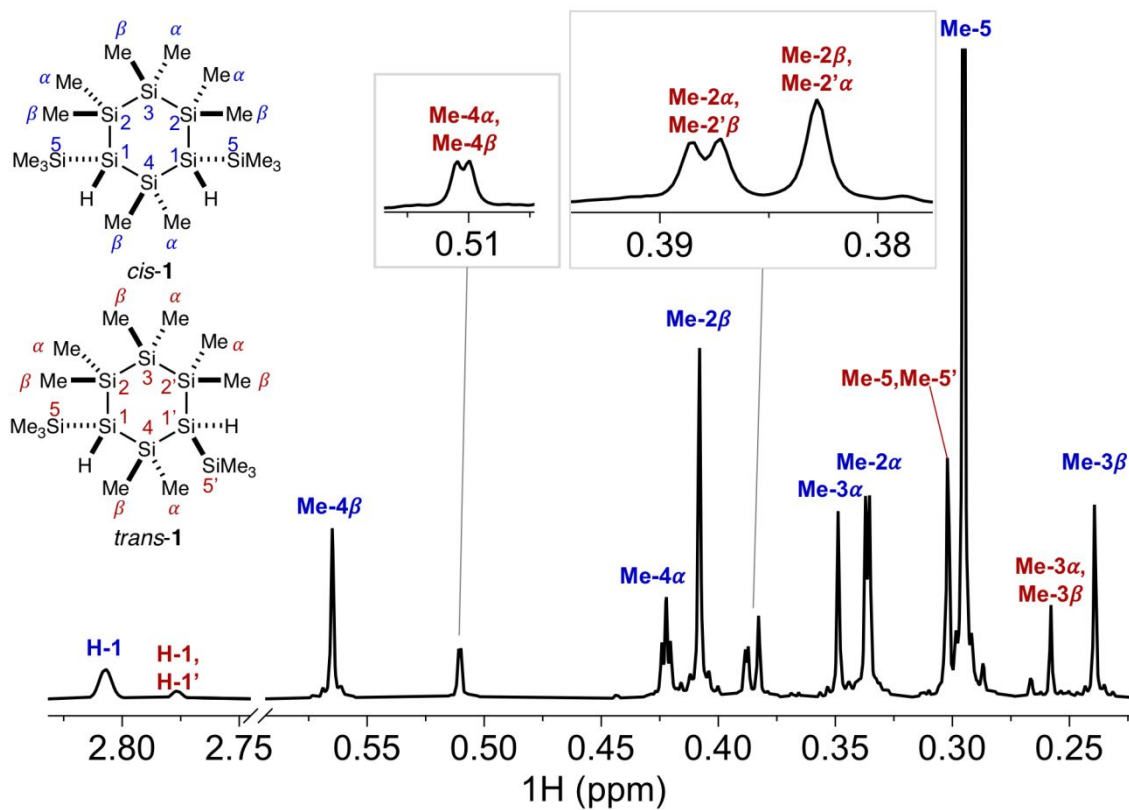 β α
Me Me
α Me Si Me α
3
Me Si 2 2 Si Me β
β
5 1 1 5
Me3Si Si 4 Si SiMe3
H Si H
Me Me
β α
cis-1
β α
Me Me
α Me Si Me α
3
β Me Si 2 2' Si Me β
5 1 4 1'
Me3Si Si Si H
H Si
Me Me SiMe3
β α 5'
trans-1
Me-4α,
Me-4β
0.51
Me-2α,
Me-2'β
Me-2β,
Me-2'α
0.39 0.38
Me-5
Me-2β
Me-5,Me-5'
Me-2α
Me-3α
Me-3β
Me-4β
Me-4α
Me-3α,
Me-3β
H-1
H-1,
H-1'
2.80 2.75 0.55 0.50 0.45 0.40 0.35 0.30 0.25
1H (ppm)